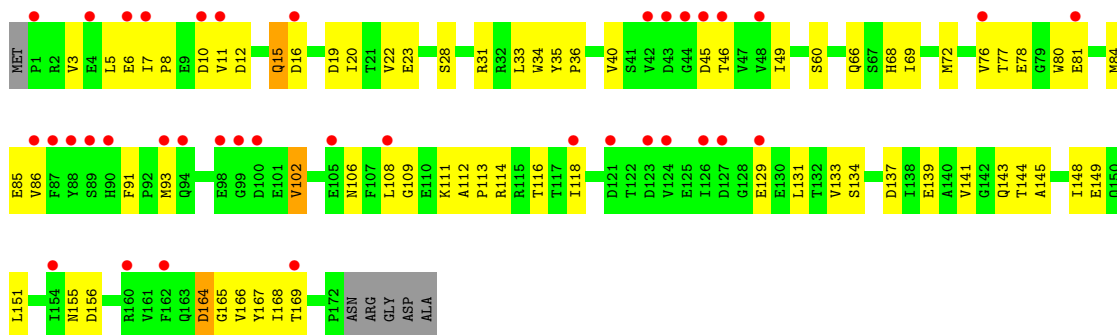 MET P1 R2 V3 E4 L5 E6 I7 P8 E9 D10 V11 D12 Q15 D16 D19 I20 T21 V22 E23 S28 R31 R32 L33 W34 Y35 P36 V40 S41 V42 D43 G44 D45 T46 V47 V48 I49 S60 Q66 S67 H68 I69 M72 V76 T77 E78 G79 W80 E81 M84
E85 V86 F87 Y88 S89 H90 F91 P92 M93 Q94 E98 G99 D100 E101 V102 E105 N106 F107 L108 G109 E110 K111 A112 P113 R114 R115 T116 T117 I118 D121 T122 D123 V124 E125 I126 D127 G128 E129 E130 L131 T132 V133 S134 D137 I138 E139 A140 V141 G142 Q143 T144 A145 I148 E149
L151 I154 N155 D156 R160 V161 F162 Q163 D164 G165 V166 Y167 I168 T169 P172 ASN ARG GLY ASP ALA